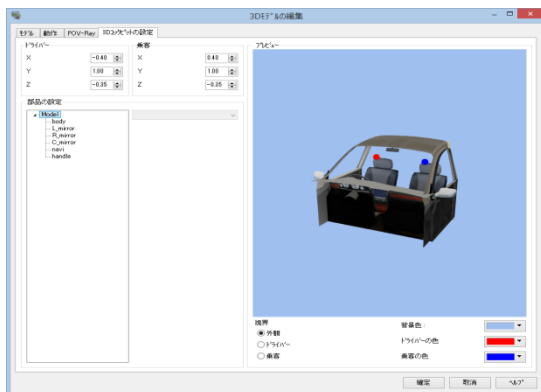 3Dﾓﾃﾞﾙの編集
ﾓﾃﾞﾙ 動作 POV-Ray 3Dｺｯｸﾋﾟｯﾄの設定
ﾄﾞﾗｲﾊﾞｰ 乗客 ﾌﾟﾚﾋﾞｭｰ
X -0.40 X 0.40
Y 1.00 Y 1.00
Z -0.35 Z -0.35
部品の設定
Model
body
L_mirror
R_mirror
C_mirror
navi
handle
視界
外観
ﾄﾞﾗｲﾊﾞｰ
乗客
背景色:
ﾄﾞﾗｲﾊﾞｰの色
乗客の色
確定 取消 ﾍﾙﾌﾟ